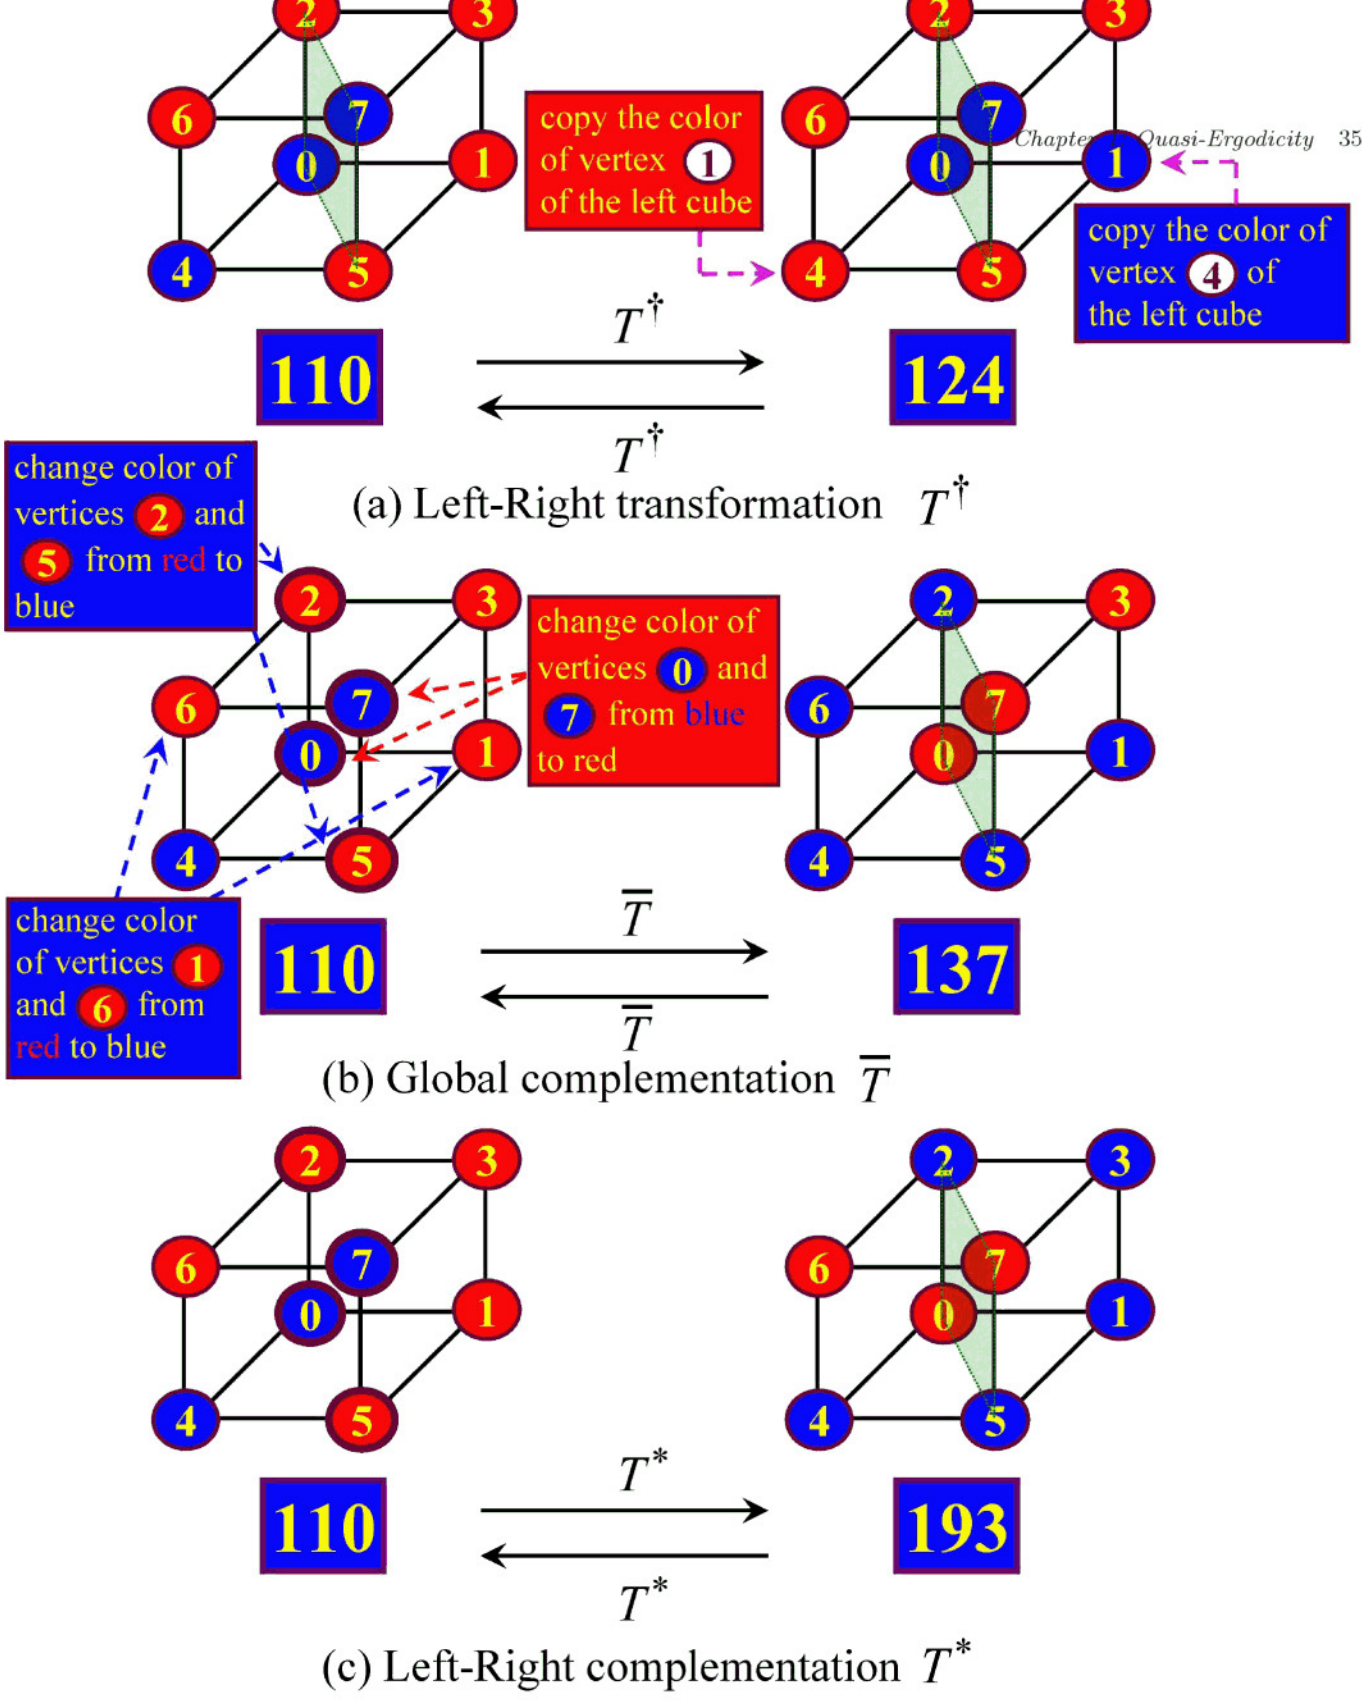 2 3
6 7
0 1
4 5
110
copy the color
of vertex 1
of the left cube
2 3
6 7
Chapter Quasi-Ergodicity 35
0 1
4 5
124
copy the color of
vertex 4 of
the left cube
T†
T†
(a) Left-Right transformation T†
change color of
vertices 2 and
5 from red to
blue
2 3
6 7
0 1
4 5
110
change color of
vertices 0 and
7 from blue
to red
2 3
6 7
0 1
4 5
137
change color
of vertices 1
and 6 from
red to blue
T̅
T̅
(b) Global complementation T̅
2 3
6 7
0 1
4 5
110
2 3
6 7
0 1
4 5
193
T*
T*
(c) Left-Right complementation T*